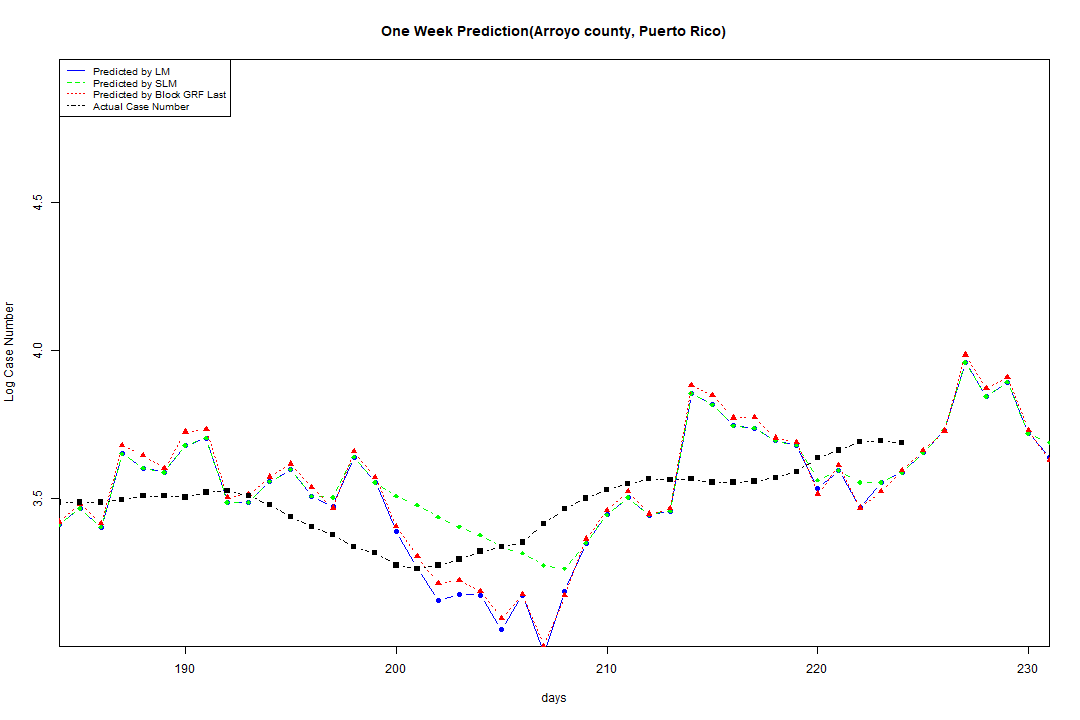 One Week Prediction(Arroyo county, Puerto Rico)
Predicted by LM
Predicted by SLM
Predicted by Block GRF Last
Actual Case Number
Log Case Number
4.5
4.0
3.5
190 200 210 220 230
days